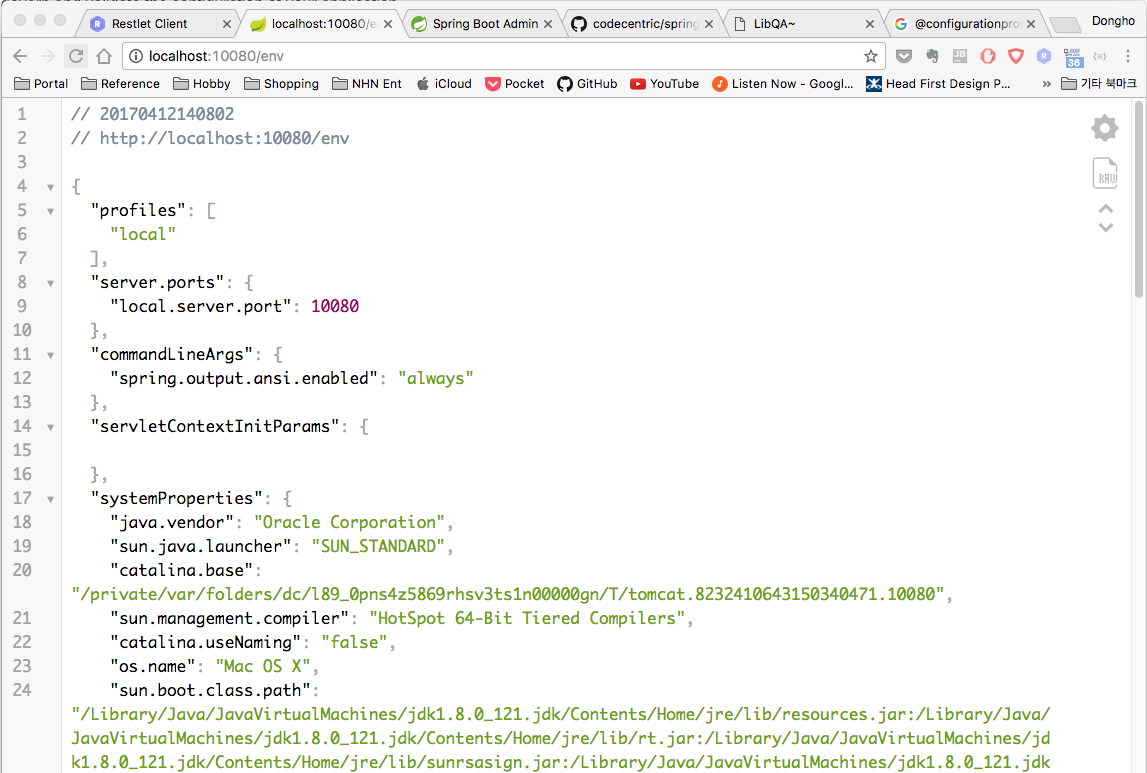 Restlet Client
localhost:10080/e
Spring Boot Admin
codecentric/spring
LibQA~
@configurationpro
Dongho
localhost:10080/env
JB
R
36
Portal
Reference
Hobby
Shopping
NHN Ent
iCloud
Pocket
GitHub
YouTube
Listen Now - Googl...
Head First Design P...
»
기타 북마크
1 // 20170412140802
2 // http://localhost:10080/env
3
4 {
5 "profiles": [
6 "local"
7 ],
8 "server.ports": {
9 "local.server.port": 10080
10 },
11 "commandLineArgs": {
12 "spring.output.ansi.enabled": "always"
13 },
14 "servletContextInitParams": {
15
16 },
17 "systemProperties": {
18 "java.vendor": "Oracle Corporation",
19 "sun.java.launcher": "SUN_STANDARD",
20 "catalina.base":
"/private/var/folders/dc/l89_0pns4z5869rhsv3ts1n00000gn/T/tomcat.8232410643150340471.10080",
21 "sun.management.compiler": "HotSpot 64-Bit Tiered Compilers",
22 "catalina.useNaming": "false",
23 "os.name": "Mac OS X",
24 "sun.boot.class.path":
"/Library/Java/JavaVirtualMachines/jdk1.8.0_121.jdk/Contents/Home/jre/lib/resources.jar:/Library/Java/
JavaVirtualMachines/jdk1.8.0_121.jdk/Contents/Home/jre/lib/rt.jar:/Library/Java/JavaVirtualMachines/jd
k1.8.0_121.jdk/Contents/Home/jre/lib/sunrsasign.jar:/Library/Java/JavaVirtualMachines/jdk1.8.0_121.jdk
RAW